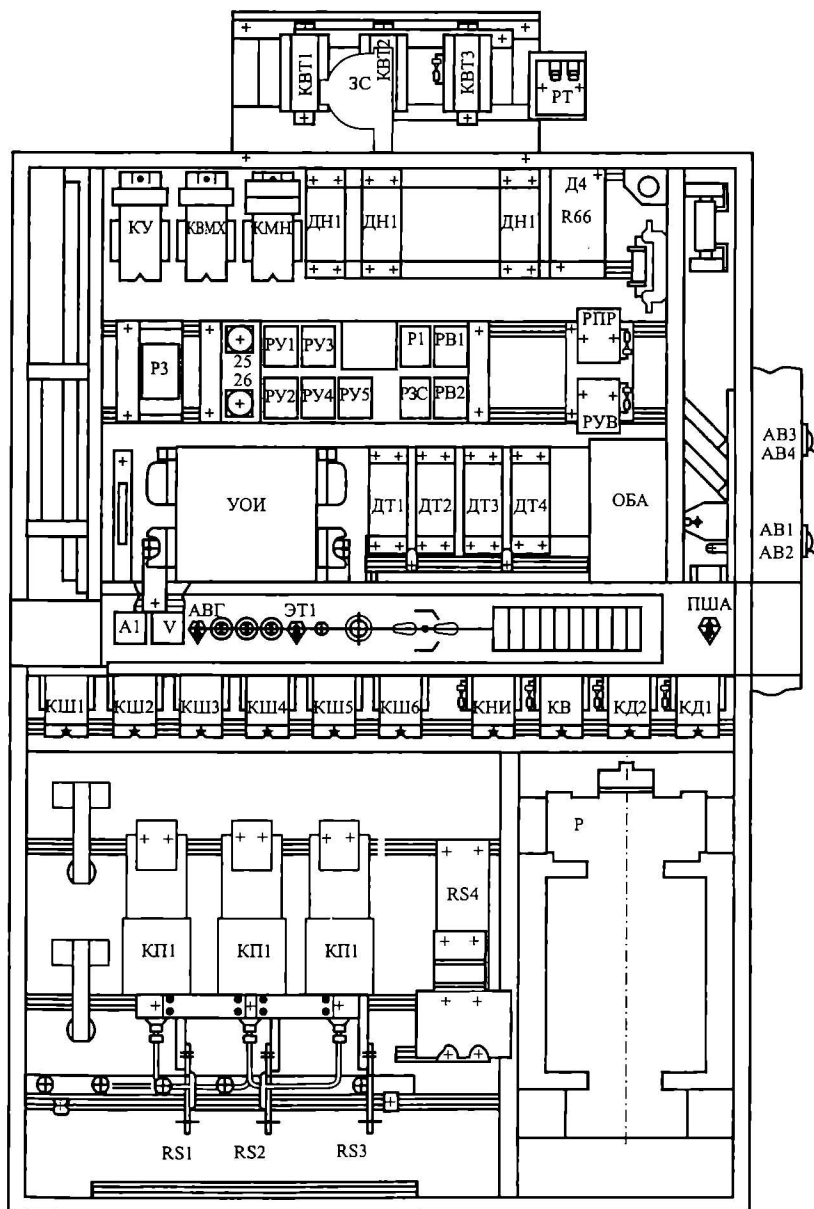 КВТ1
ЗС
КВТ2
КВТ3
РТ
КУ
КВМХ
КМН
ДН1
ДН1
ДН1
Д4
R66
Р3
25
26
РУ1
РУ3
Р1
РВ1
РПР
РУ2
РУ4
РУ5
РЗС
РВ2
РУВ
АВ3
АВ4
УОИ
ДТ1
ДТ2
ДТ3
ДТ4
ОБА
АВ1
АВ2
А1
V
АВГ
ЭТ1
ПША
КШ1
КШ2
КШ3
КШ4
КШ5
КШ6
КНИ
КВ
КД2
КД1
Р
RS4
КП1
КП1
КП1
RS1
RS2
RS3